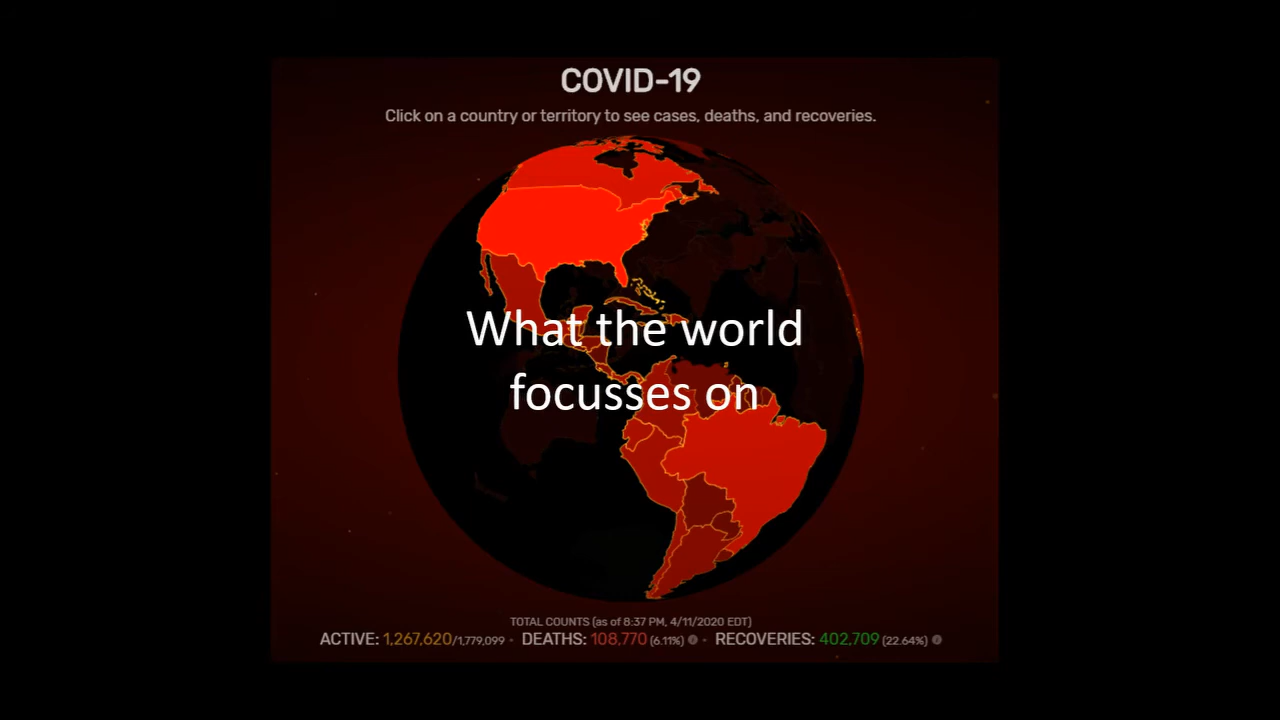 COVID-19
Click on a country or territory to see cases, deaths, and recoveries.
What the world
focusses on
TOTAL COUNTS (as of 8:37 PM, 4/11/2020 EDT)
ACTIVE: 1,267,620/1,779,099 · DEATHS: 108,770 (6.11%) · RECOVERIES: 402,709 (22.64%)